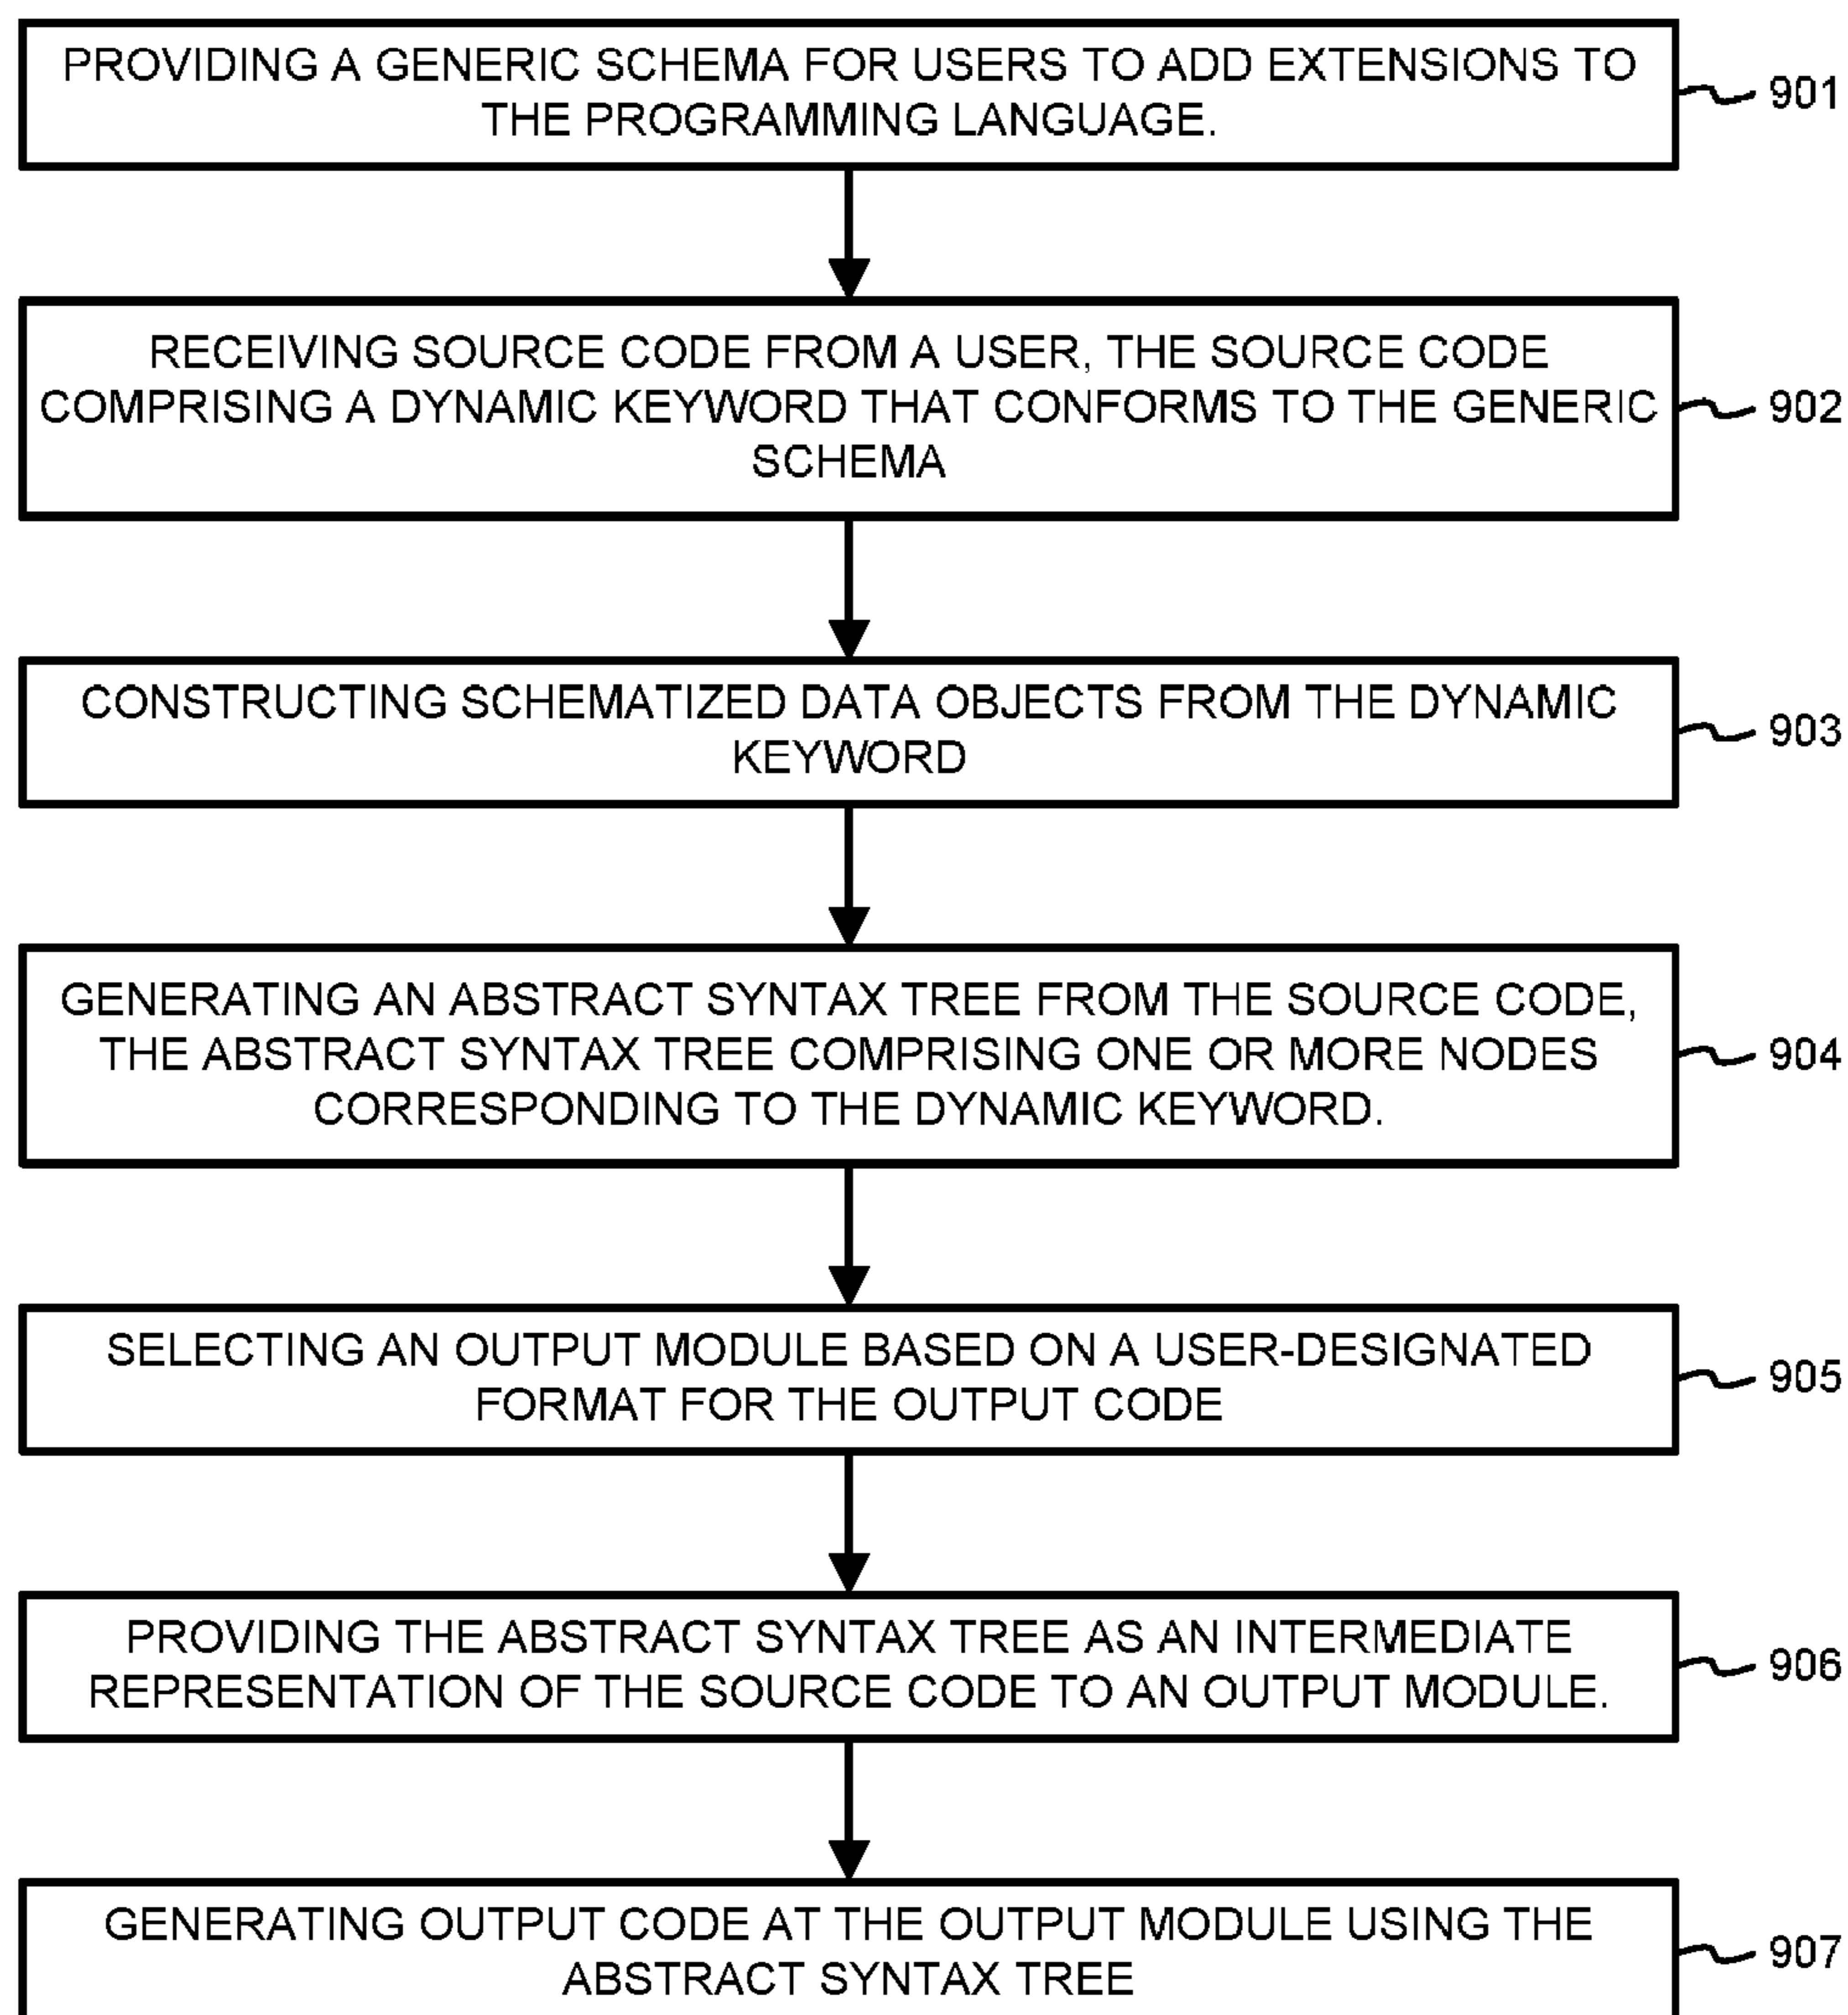 PROVIDING A GENERIC SCHEMA FOR USERS TO ADD EXTENSIONS TO
THE PROGRAMMING LANGUAGE.
901
RECEIVING SOURCE CODE FROM A USER, THE SOURCE CODE
COMPRISING A DYNAMIC KEYWORD THAT CONFORMS TO THE GENERIC
SCHEMA
902
CONSTRUCTING SCHEMATIZED DATA OBJECTS FROM THE DYNAMIC
KEYWORD
903
GENERATING AN ABSTRACT SYNTAX TREE FROM THE SOURCE CODE,
THE ABSTRACT SYNTAX TREE COMPRISING ONE OR MORE NODES
CORRESPONDING TO THE DYNAMIC KEYWORD.
904
SELECTING AN OUTPUT MODULE BASED ON A USER-DESIGNATED
FORMAT FOR THE OUTPUT CODE
905
PROVIDING THE ABSTRACT SYNTAX TREE AS AN INTERMEDIATE
REPRESENTATION OF THE SOURCE CODE TO AN OUTPUT MODULE.
906
GENERATING OUTPUT CODE AT THE OUTPUT MODULE USING THE
ABSTRACT SYNTAX TREE
907